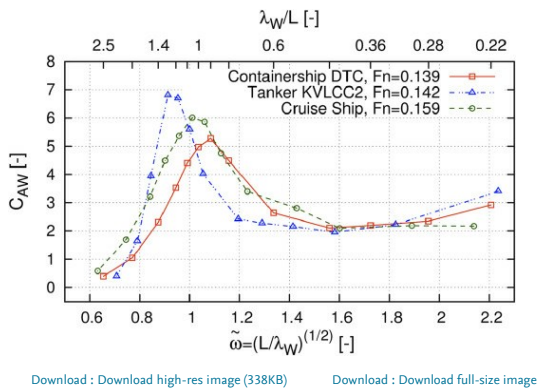 λW/L [-]
2.5 1.4 1 0.6 0.36 0.28 0.22
Containership DTC, Fn=0.139
Tanker KVLCC2, Fn=0.142
Cruise Ship, Fn=0.159
CAW [-]
8
7
6
5
4
3
2
1
0
0.6 0.8 1 1.2 1.4 1.6 1.8 2 2.2
ω̃=(L/λW)^(1/2) [-]
Download : Download high-res image (338KB) Download : Download full-size image